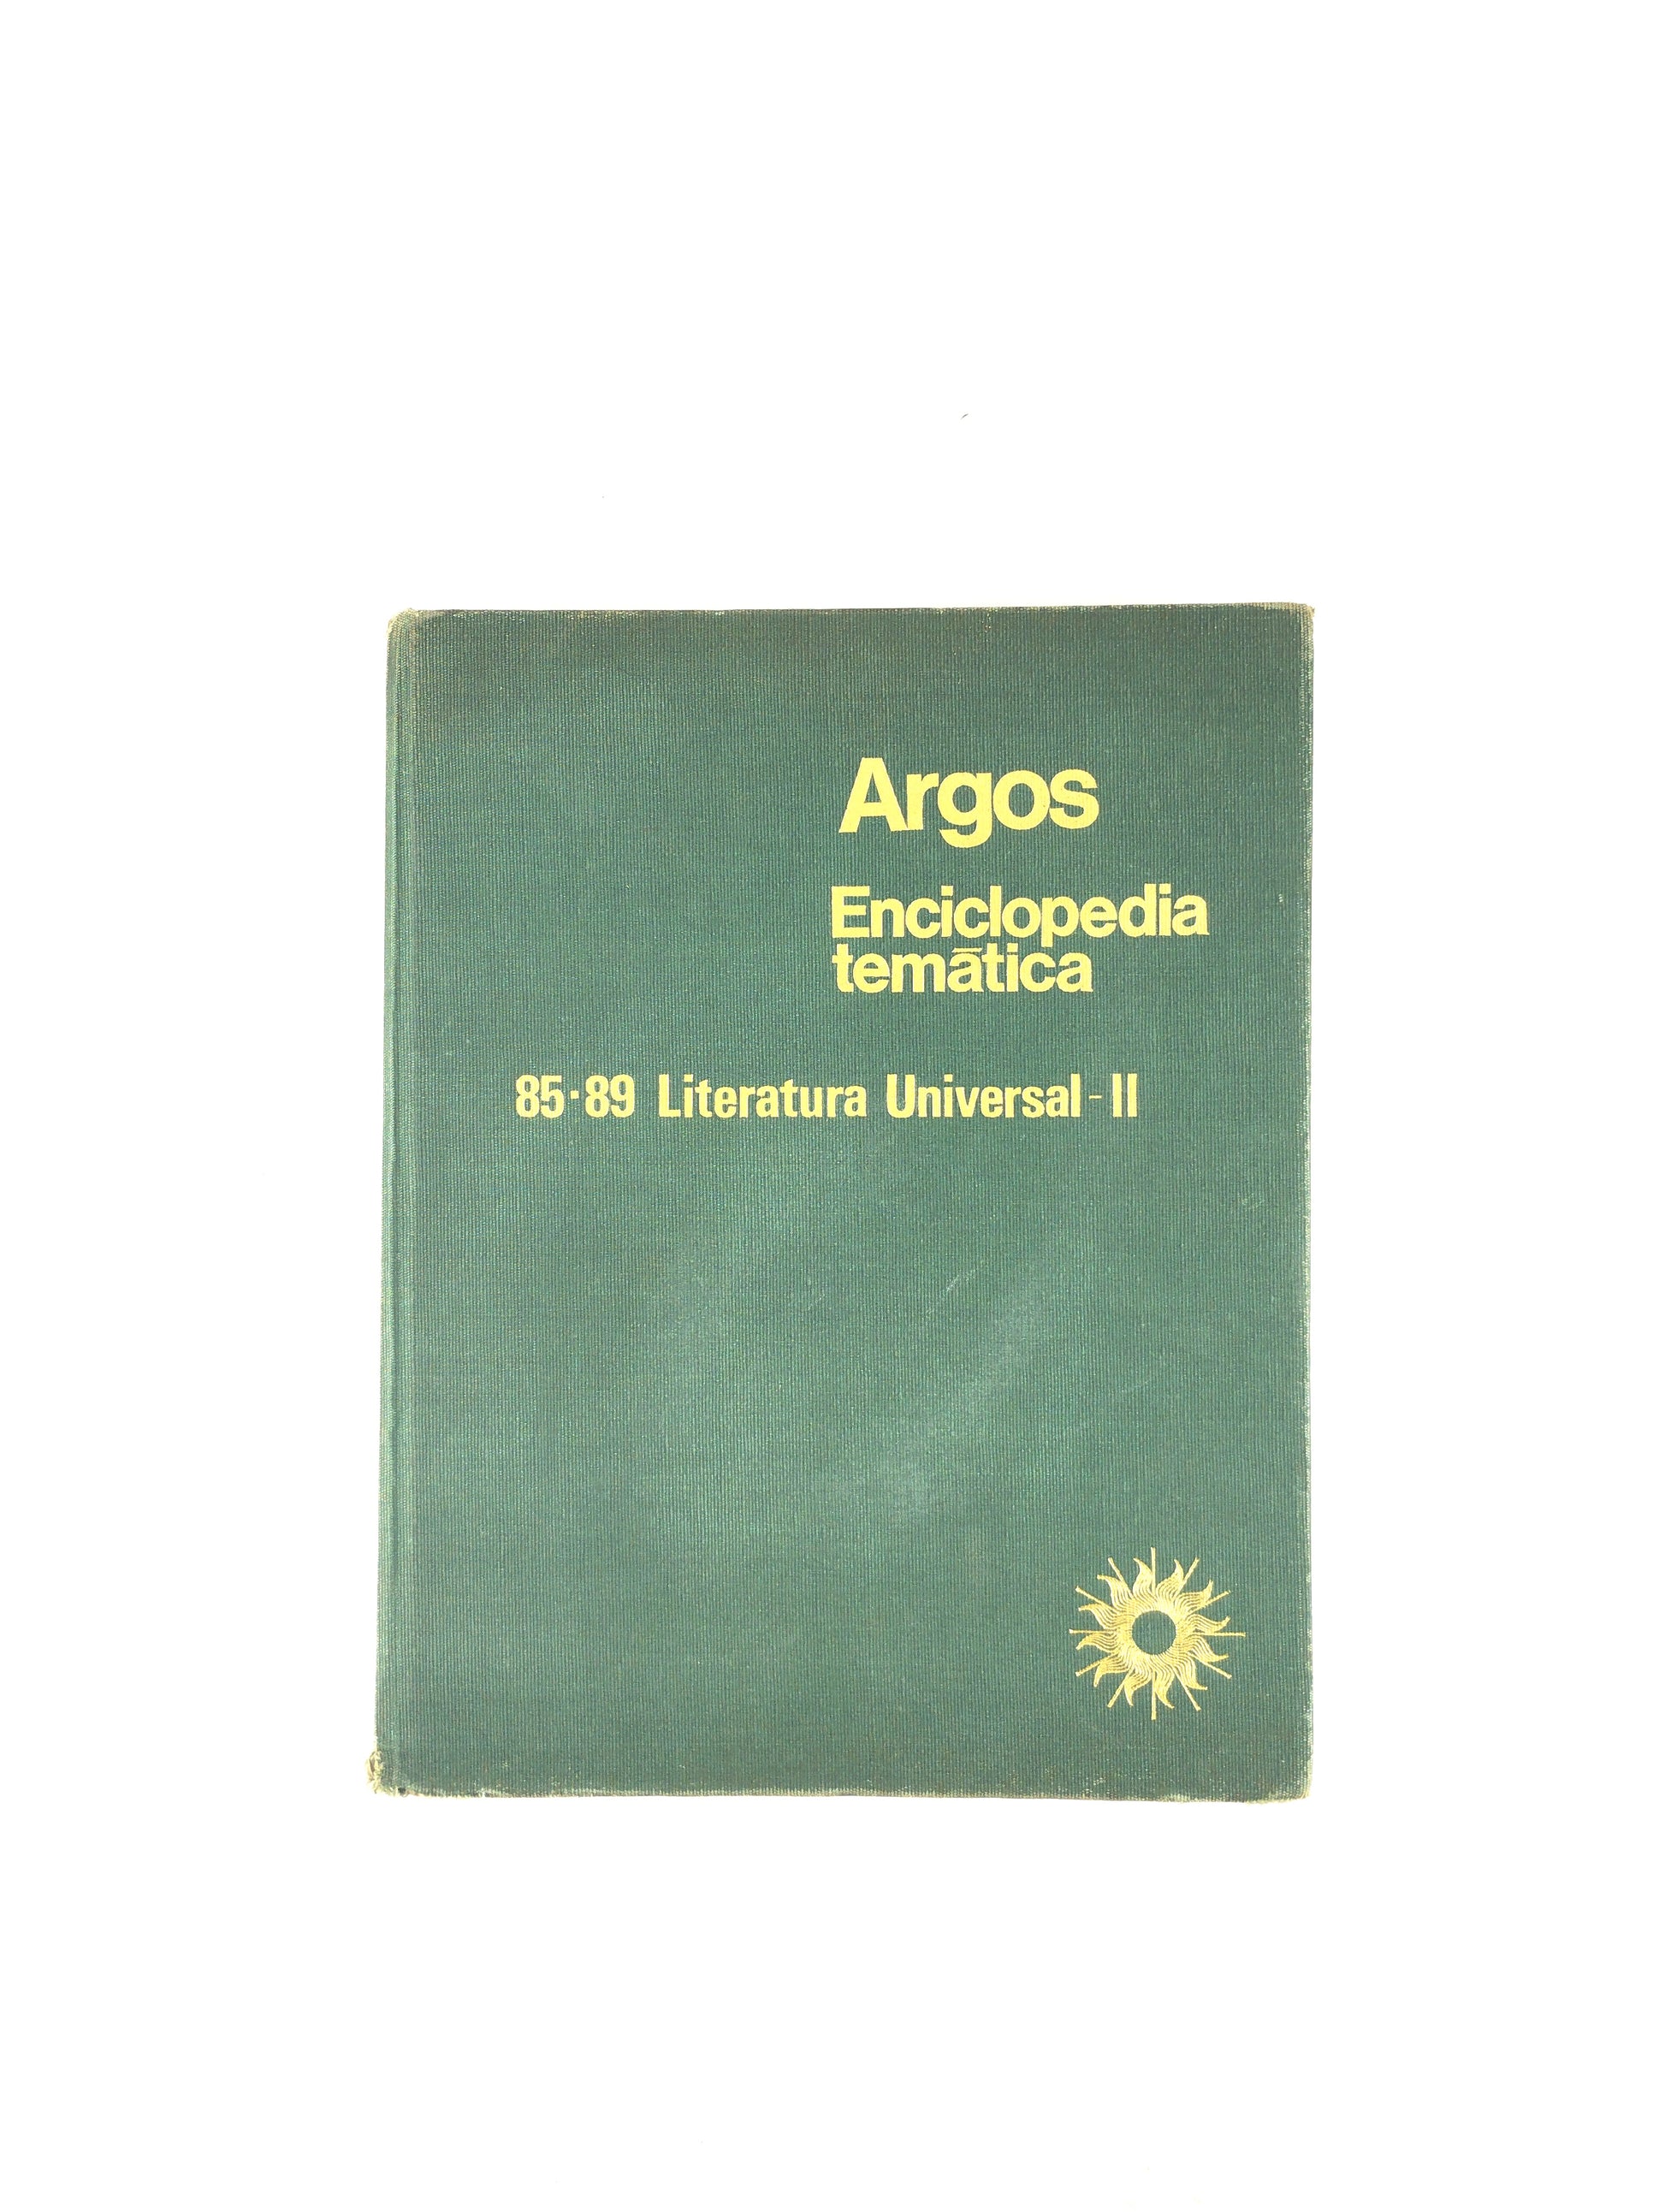 Argos
Enciclopedia
temática
85·89 Literatura Universal - II